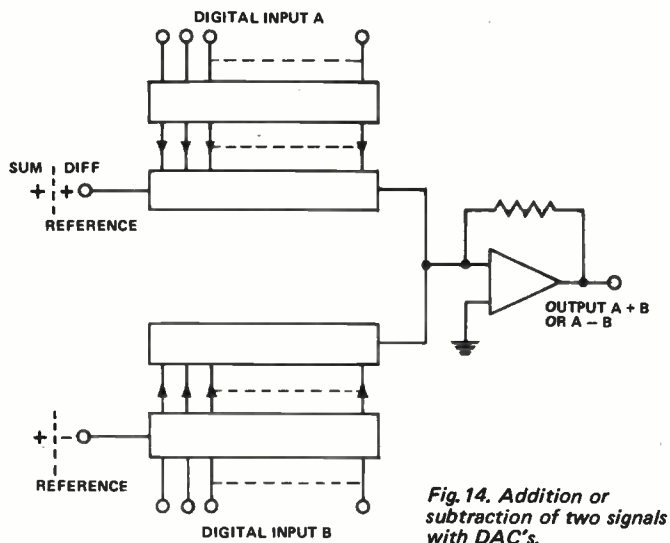 DIGITAL INPUT A
SUM DIFF
+ +
REFERENCE
OUTPUT A + B
OR A – B
+ –
REFERENCE
DIGITAL INPUT B
Fig. 14. Addition or
subtraction of two signals
with DAC's.